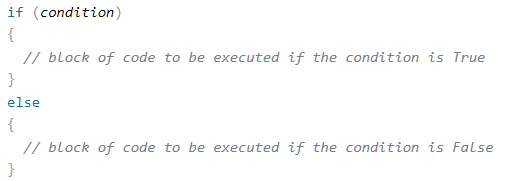 if (condition)
{
  // block of code to be executed if the condition is True
}
else
{
  // block of code to be executed if the condition is False
}